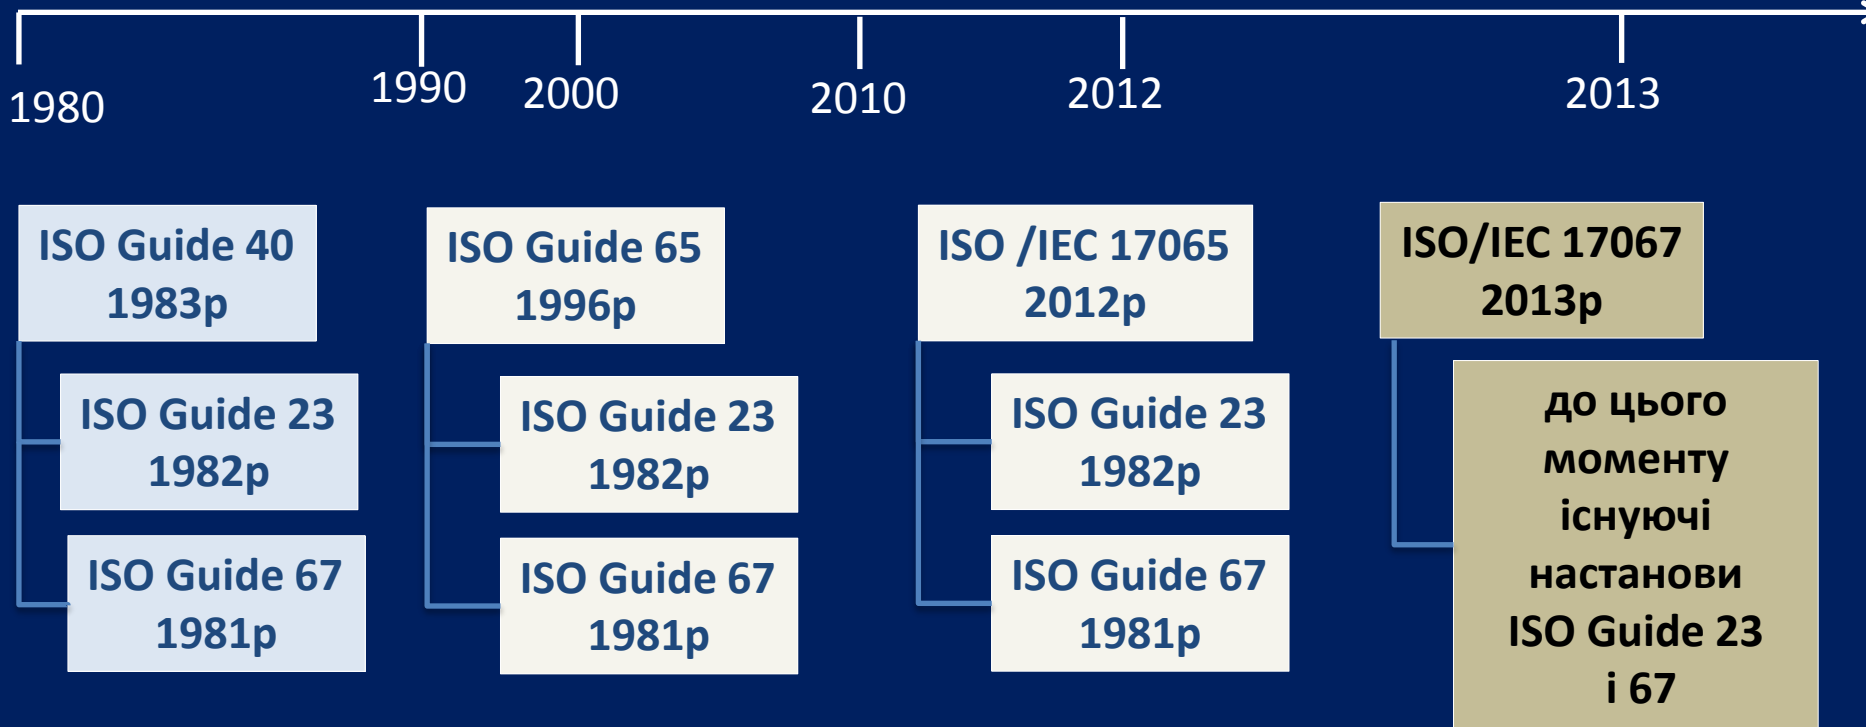 1980
1990
2000
2010
2012
2013
ISO Guide 40
1983р
ISO Guide 23
1982р
ISO Guide 67
1981р
ISO Guide 65
1996р
ISO Guide 23
1982р
ISO Guide 67
1981р
ISO /IEC 17065
2012р
ISO Guide 23
1982р
ISO Guide 67
1981р
ISO/IEC 17067
2013р
до цього
моменту
існуючі
настанови
ISO Guide 23
і 67